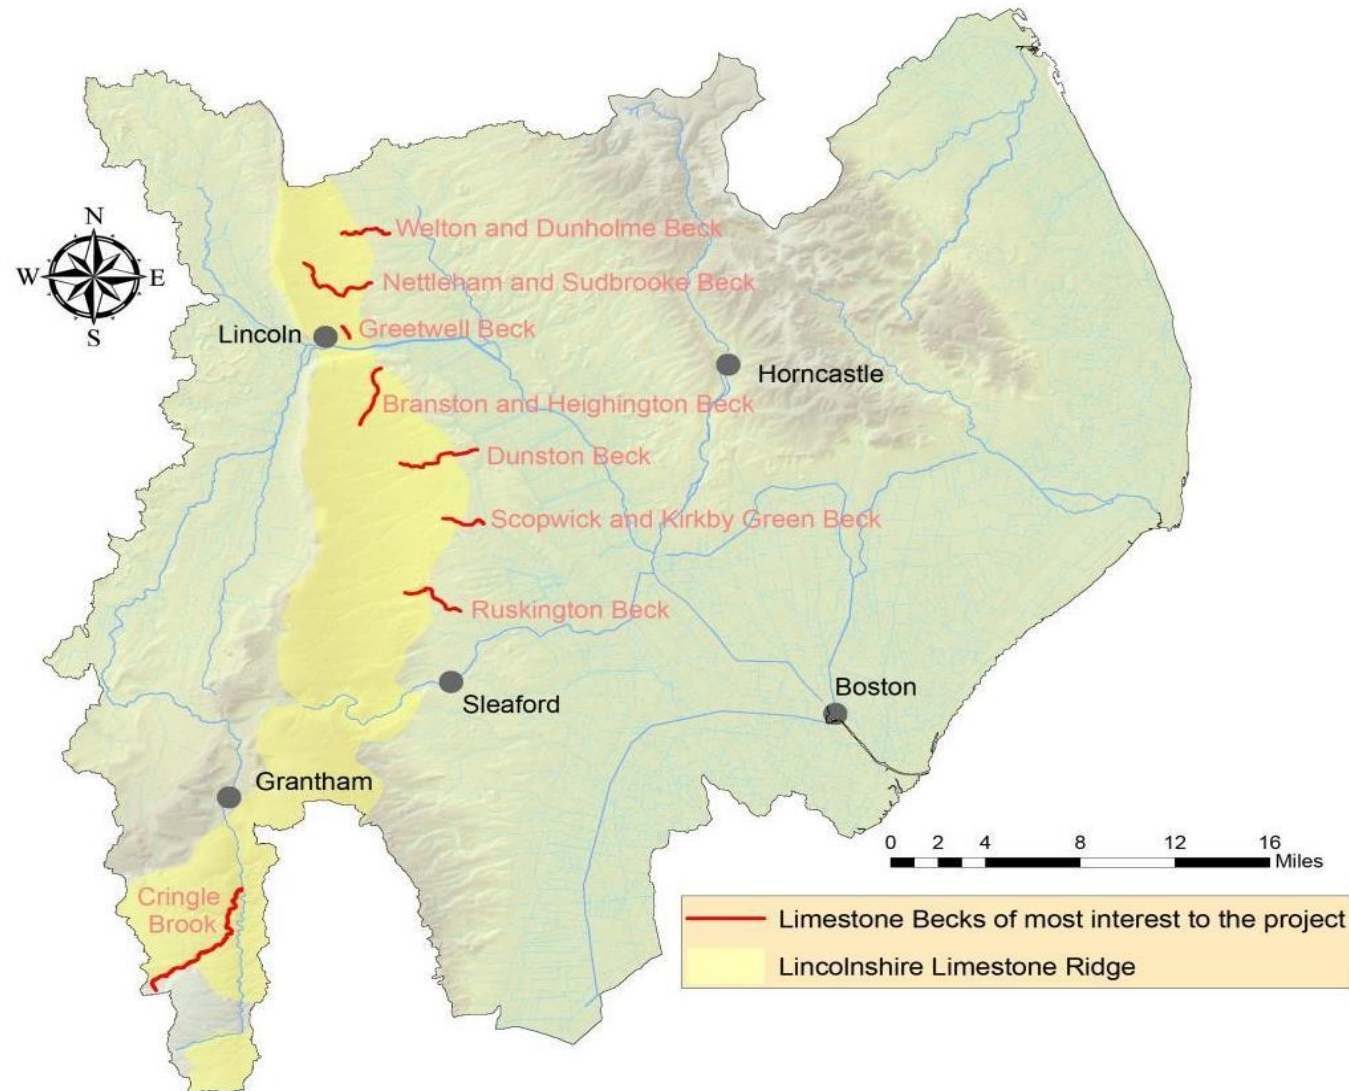 Welton and Dunholme Beck
N
W
E
S
Nettleham and Sudbrooke Beck
Lincoln
Greetwell Beck
Horncastle
Branston and Heighington Beck
Dunston Beck
Scopwick and Kirkby Green Beck
Ruskington Beck
Sleaford
Boston
Grantham
0 2 4 8 12 16
Miles
Cringle
Brook
Limestone Becks of most interest to the project
Lincolnshire Limestone Ridge